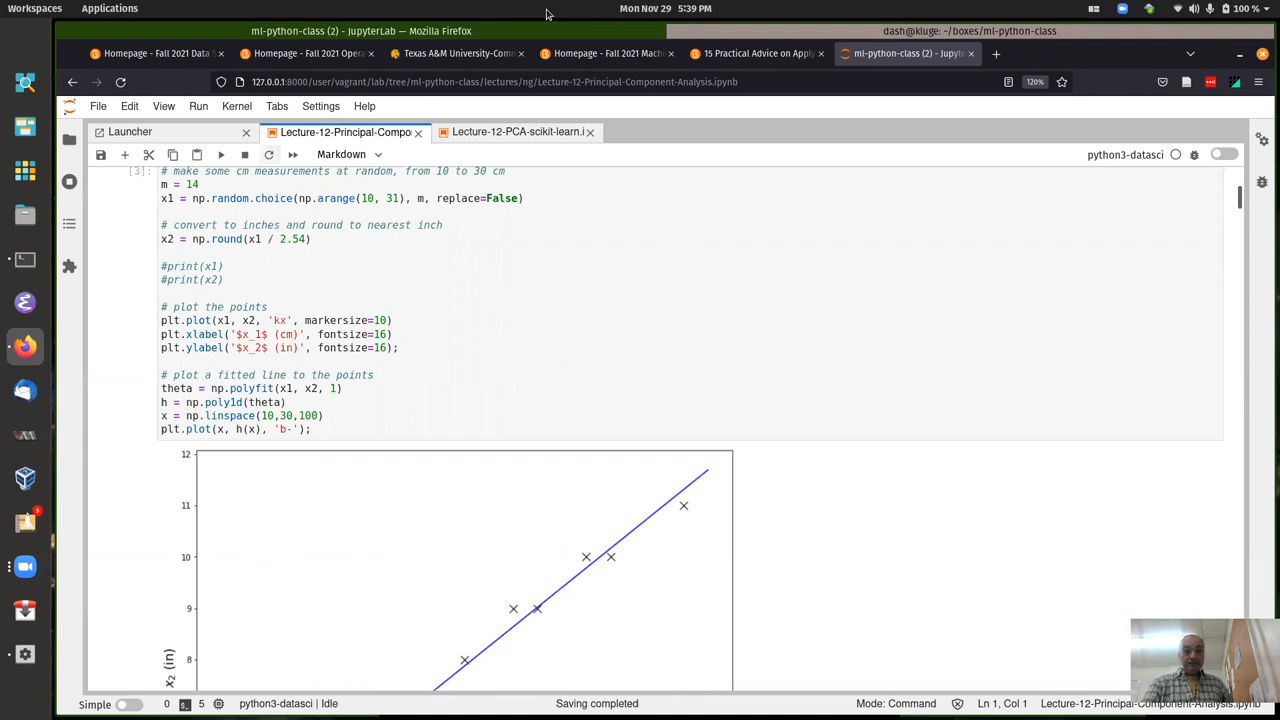 Workspaces Applications Mon Nov 29 5:39 PM 100 %
ml-python-class (2) - JupyterLab — Mozilla Firefox dash@kluge: ~/boxes/ml-python-class
Homepage - Fall 2021 Data S Homepage - Fall 2021 Opera Texas A&M University-Comm Homepage - Fall 2021 Machi 15 Practical Advice on Apply ml-python-class (2) - Jupyte
127.0.0.1:8000/user/vagrant/lab/tree/ml-python-class/lectures/ng/Lecture-12-Principal-Component-Analysis.ipynb 120%
File Edit View Run Kernel Tabs Settings Help
Launcher Lecture-12-Principal-Compo Lecture-12-PCA-scikit-learn.i
Markdown python3-datasci
[3]: # make some cm measurements at random, from 10 to 30 cm
m = 14
x1 = np.random.choice(np.arange(10, 31), m, replace=False)
# convert to inches and round to nearest inch
x2 = np.round(x1 / 2.54)
#print(x1)
#print(x2)
# plot the points
plt.plot(x1, x2, 'kx', markersize=10)
plt.xlabel('$x_1$ (cm)', fontsize=16)
plt.ylabel('$x_2$ (in)', fontsize=16);
# plot a fitted line to the points
theta = np.polyfit(x1, x2, 1)
h = np.poly1d(theta)
x = np.linspace(10,30,100)
plt.plot(x, h(x), 'b-');
12
11
10
9
8
x2 (in)
Simple 0 5 python3-datasci | Idle Saving completed Mode: Command Ln 1, Col 1 Lecture-12-Principal-Component-Analysis.ipynb